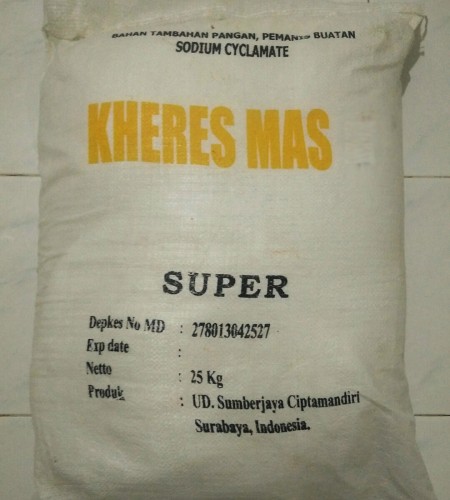 BAHAN TAMBAHAN PANGAN, PEMANIS BUATAN
SODIUM CYCLAMATE
KHERES MAS
SUPER
Depkes No MD : 278013042527
Exp date :
Netto : 25 Kg
Produk : UD. Sumberjaya Ciptamandiri
Surabaya, Indonesia.